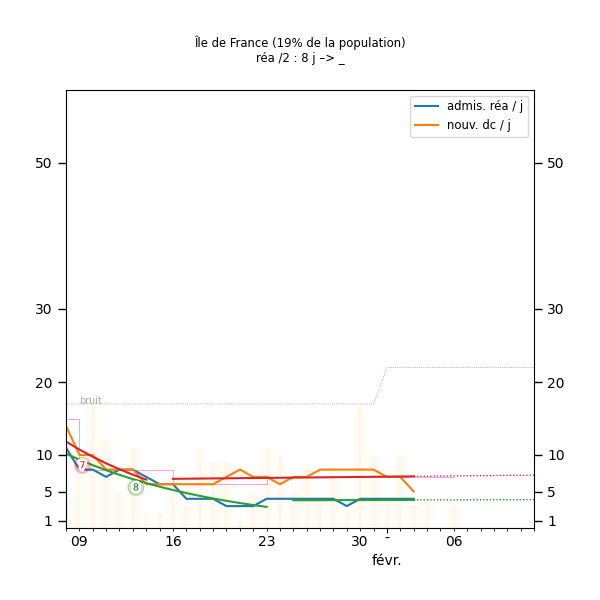 Île de France (19% de la population)
réa /2 : 8 j –> _
admis. réa / j
nouv. dc / j
50 50
30 30
20 20
bruit
10 10
7
8
5 5
1 1
09 16 23 30 - 06
févr.